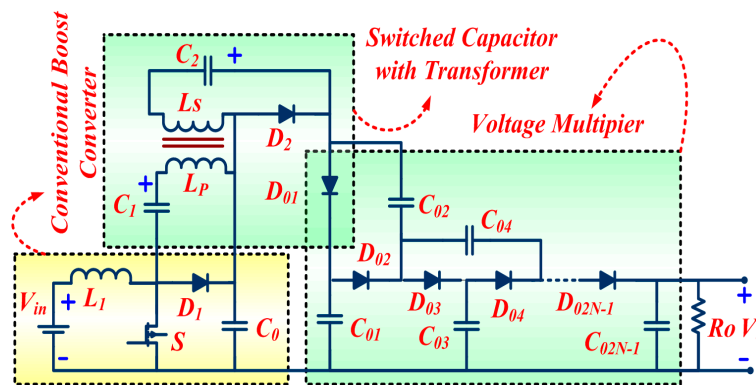 C2
+
Switched Capacitor
with Transformer
Conventional Boost
Converter
Ls
D2
Voltage Multipier
+
LP
C1
D01
C02
C04
D02
Vin
+
L1
D1
D03
D04
D02N-1
+
S
C0
C01
C03
C02N-1
Ro V
-
-